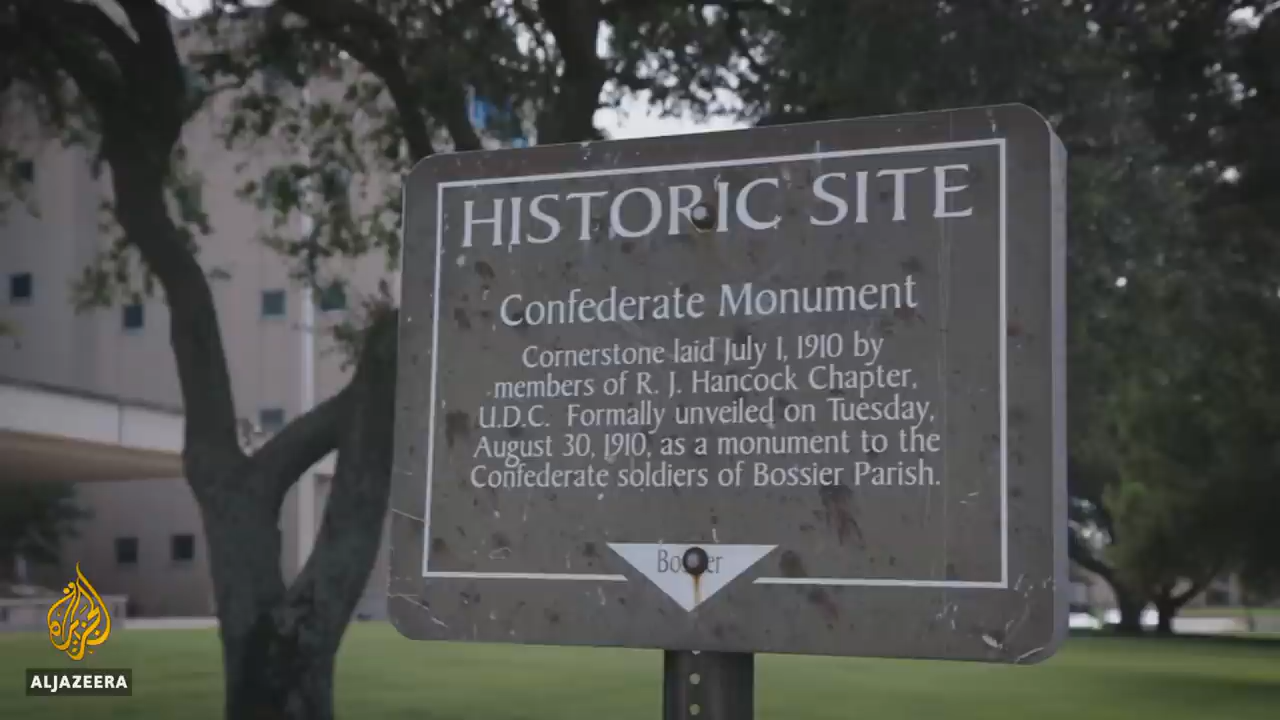 HISTORIC SITE
Confederate Monument
Cornerstone laid July 1, 1910 by
members of R. J. Hancock Chapter,
U.D.C. Formally unveiled on Tuesday,
August 30, 1910, as a monument to the
Confederate soldiers of Bossier Parish.
الجزيرة
ALJAZEERA